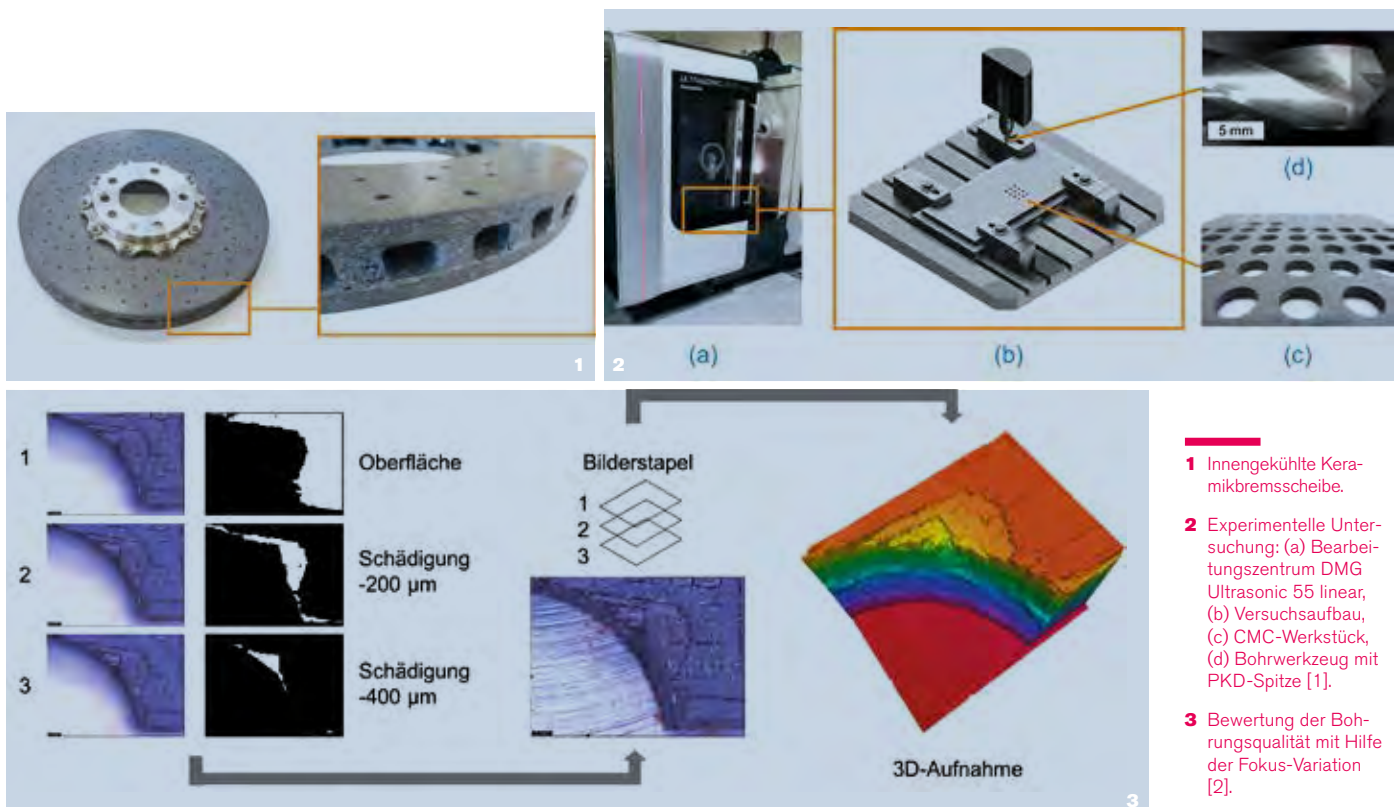 1
2
(a)
(b)
5 mm
(d)
(c)
1
Oberfläche
2
Schädigung
-200 µm
3
Schädigung
-400 µm
Bilderstapel
1
2
3
3D-Aufnahme
3
1 Innengekühlte Kera-
mikbremsscheibe.
2 Experimentelle Unter-
suchung: (a) Bearbei-
tungszentrum DMG
Ultrasonic 55 linear,
(b) Versuchsaufbau,
(c) CMC-Werkstück,
(d) Bohrwerkzeug mit
PKD-Spitze [1].
3 Bewertung der Boh-
rungsqualität mit Hilfe
der Fokus-Variation
[2].